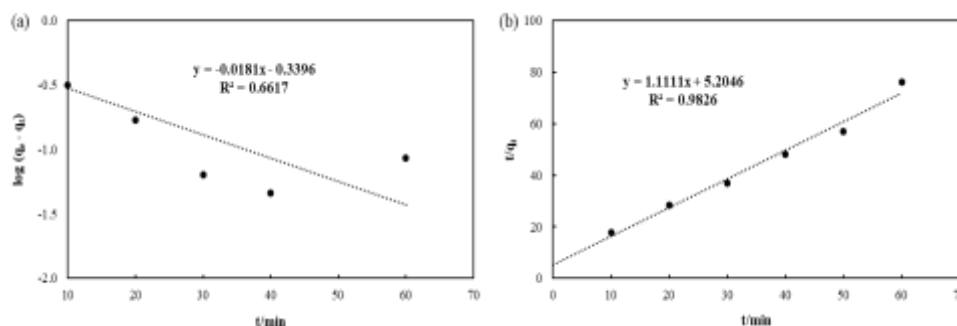 (a)
0.0
-0.5
-1.0
-1.5
-2.0
log (qₑ - qₜ)
y = -0.0181x - 0.3396
R² = 0.6617
10 20 30 40 50 60 70
t/min
(b)
100
80
60
40
20
0
t/qₜ
y = 1.1111x + 5.2046
R² = 0.9826
0 10 20 30 40 50 60 70
t/min